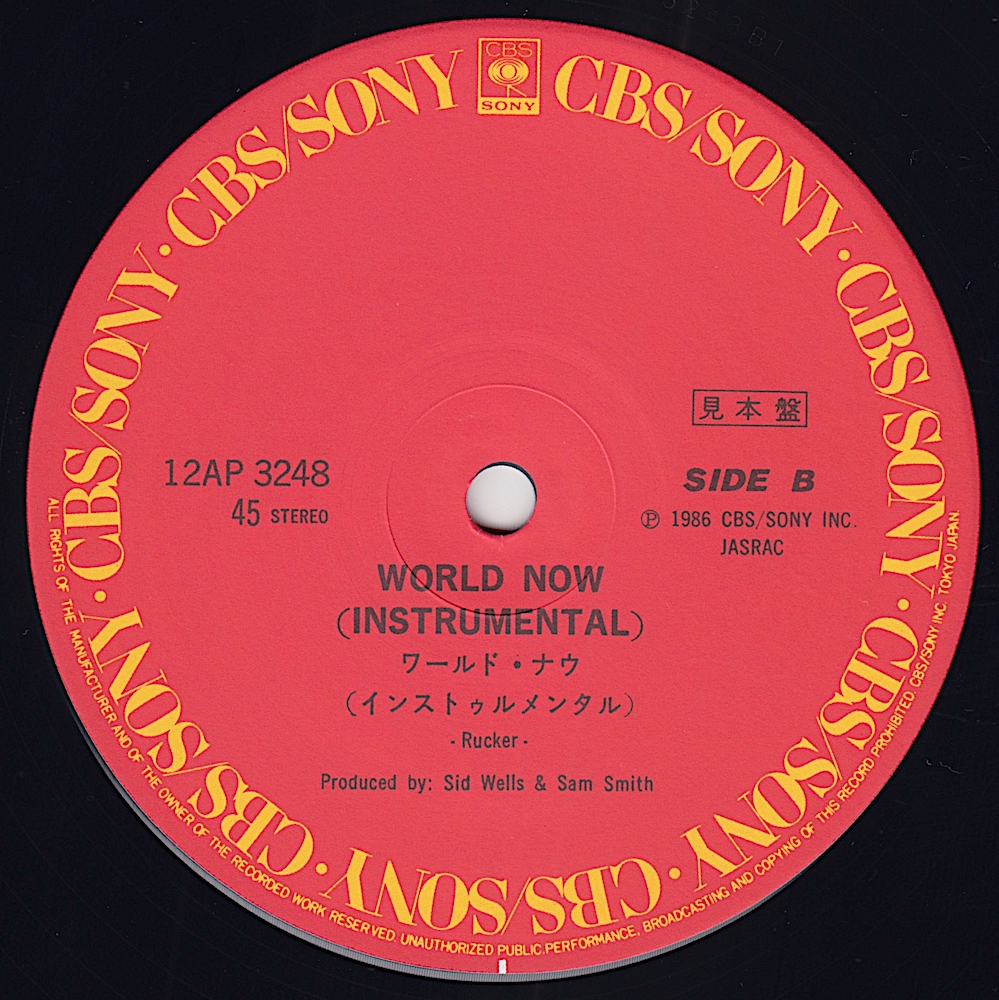 CBS
SONY
CBS/SONY · CBS/SONY · CBS/SONY · CBS/SONY · CBS/SONY · CBS/SONY · CBS/SONY · CBS/SONY
見本盤
12AP 3248
45 STEREO
SIDE B
Ⓟ 1986 CBS/SONY INC.
JASRAC
WORLD NOW
(INSTRUMENTAL)
ワールド・ナウ
(インストゥルメンタル)
- Rucker -
Produced by: Sid Wells & Sam Smith
ALL RIGHTS OF THE MANUFACTURER AND OF THE OWNER OF THE RECORDED WORK RESERVED. UNAUTHORIZED PUBLIC PERFORMANCE, BROADCASTING AND COPYING OF THIS RECORD PROHIBITED. CBS/SONY INC. TOKYO JAPAN.